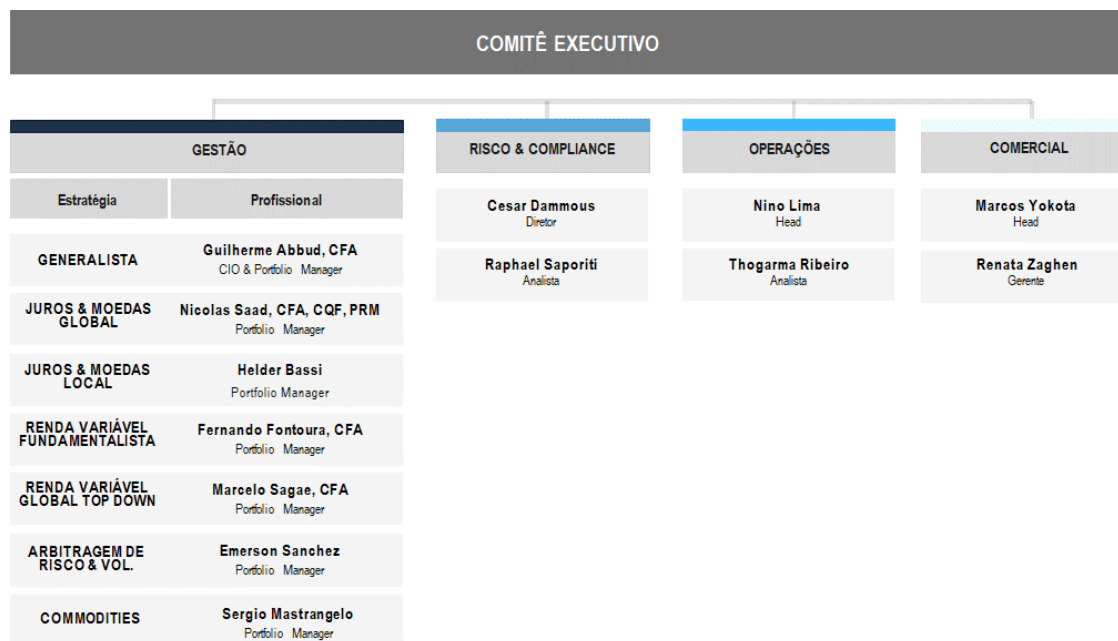 COMITÊ EXECUTIVO
GESTÃO
Estratégia
Profissional
GENERALISTA
Guilherme Abbud, CFA
CIO & Portfolio Manager
JUROS & MOEDAS
GLOBAL
Nicolas Saad, CFA, CQF, PRM
Portfolio Manager
JUROS & MOEDAS
LOCAL
Helder Bassi
Portfolio Manager
RENDA VARIÁVEL
FUNDAMENTALISTA
Fernando Fontoura, CFA
Portfolio Manager
RENDA VARIÁVEL
GLOBAL TOP DOWN
Marcelo Sagae, CFA
Portfolio Manager
ARBITRAGEM DE
RISCO & VOL.
Emerson Sanchez
Portfolio Manager
COMMODITIES
Sergio Mastrangelo
Portfolio Manager
RISCO & COMPLIANCE
Cesar Dammous
Diretor
Raphael Saporiti
Analista
OPERAÇÕES
Nino Lima
Head
Thogarma Ribeiro
Analista
COMERCIAL
Marcos Yokota
Head
Renata Zaghen
Gerente